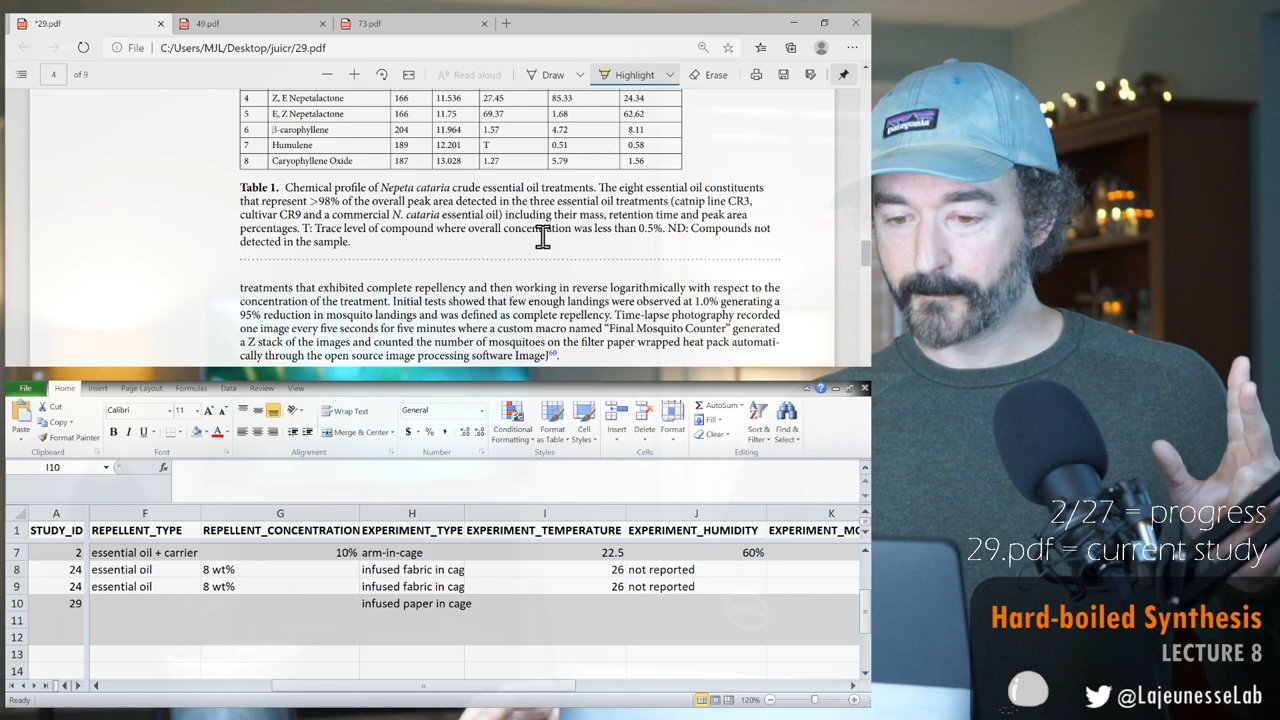 *29.pdf
49.pdf
73.pdf
File C:/Users/MJL/Desktop/juicr/29.pdf
4 of 9
Read aloud
Draw
Highlight
Erase
4 Z, E Nepetalactone 166 11.536 27.45 85.33 24.34
5 E, Z Nepetalactone 166 11.75 69.37 1.68 62.62
6 β-carophyllene 204 11.964 1.57 4.72 8.11
7 Humulene 189 12.201 T 0.51 0.58
8 Caryophyllene Oxide 187 13.028 1.27 5.79 1.56
Table 1. Chemical profile of Nepeta cataria crude essential oil treatments. The eight essential oil constituents
that represent >98% of the overall peak area detected in the three essential oil treatments (catnip line CR3,
cultivar CR9 and a commercial N. cataria essential oil) including their mass, retention time and peak area
percentages. T: Trace level of compound where overall concentration was less than 0.5%. ND: Compounds not
detected in the sample.
treatments that exhibited complete repellency and then working in reverse logarithmically with respect to the
concentration of the treatment. Initial tests showed that few enough landings were observed at 1.0% generating a
95% reduction in mosquito landings and was defined as complete repellency. Time-lapse photography recorded
one image every five seconds for five minutes where a custom macro named “Final Mosquito Counter” generated
a Z stack of the images and counted the number of mosquitoes on the filter paper wrapped heat pack automati-
cally through the open source image processing software ImageJ60.
File Home Insert Page Layout Formulas Data Review View
Paste
Cut
Copy
Format Painter
Clipboard
Calibri 11
B I U
Font
Wrap Text
Merge & Center
Alignment
General
$ % ,
Number
Conditional Formatting
Format as Table
Cell Styles
Styles
Insert Delete Format
Cells
AutoSum
Fill
Clear
Sort & Filter
Find & Select
Editing
I10 fx
A F G H I J K
1 STUDY_ID REPELLENT_TYPE REPELLENT_CONCENTRATION EXPERIMENT_TYPE EXPERIMENT_TEMPERATURE EXPERIMENT_HUMIDITY EXPERIMENT_MO
7 2 essential oil + carrier 10% arm-in-cage 22.5 60%
8 24 essential oil 8 wt% infused fabric in cag 26 not reported
9 24 essential oil 8 wt% infused fabric in cag 26 not reported
10 29 infused paper in cage
11
12
13
14
Ready 120%
patagonia
2/27 = progress
29.pdf = current study
Hard-boiled Synthesis
LECTURE 8
@LajeunesseLab